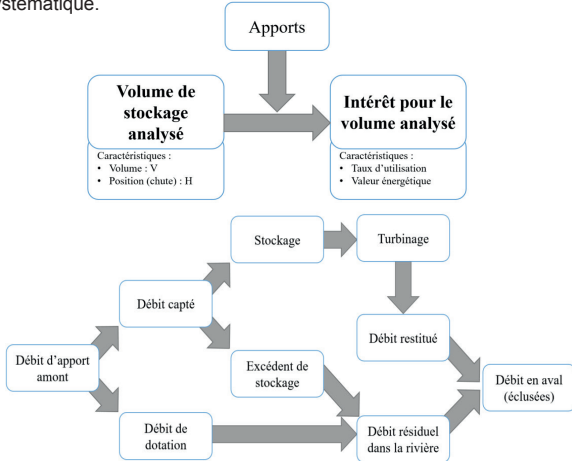 ystématique.
Apports
Volume de
stockage
analysé
Caractéristiques :
• Volume : V
• Position (chute) : H
Intérêt pour le
volume analysé
Caractéristiques :
• Taux d'utilisation
• Valeur énergétique
Stockage
Turbinage
Débit capté
Débit restitué
Débit d'apport
amont
Excédent de
stockage
Débit en aval
(éclusées)
Débit de
dotation
Débit résiduel
dans la rivière